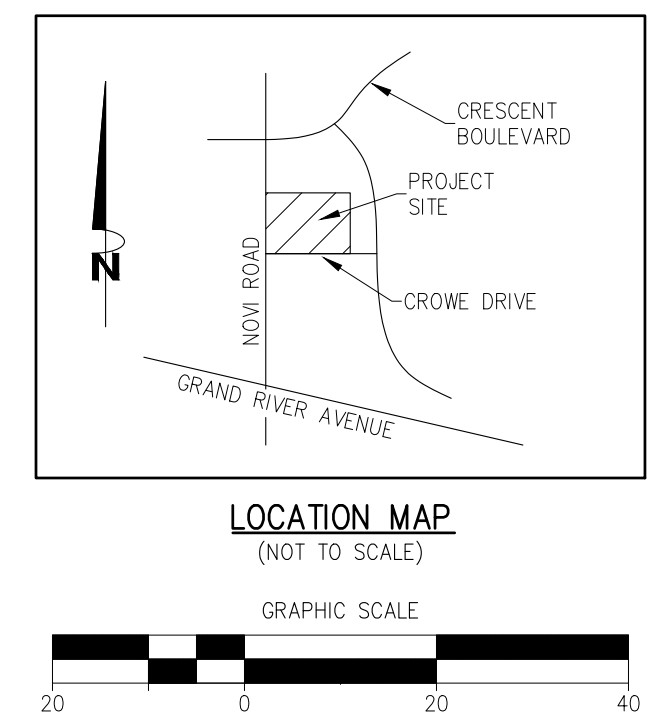 CRESCENT
BOULEVARD
PROJECT
SITE
N
NOVI ROAD
CROWE DRIVE
GRAND RIVER AVENUE
LOCATION MAP
(NOT TO SCALE)
GRAPHIC SCALE
20 0 20 40